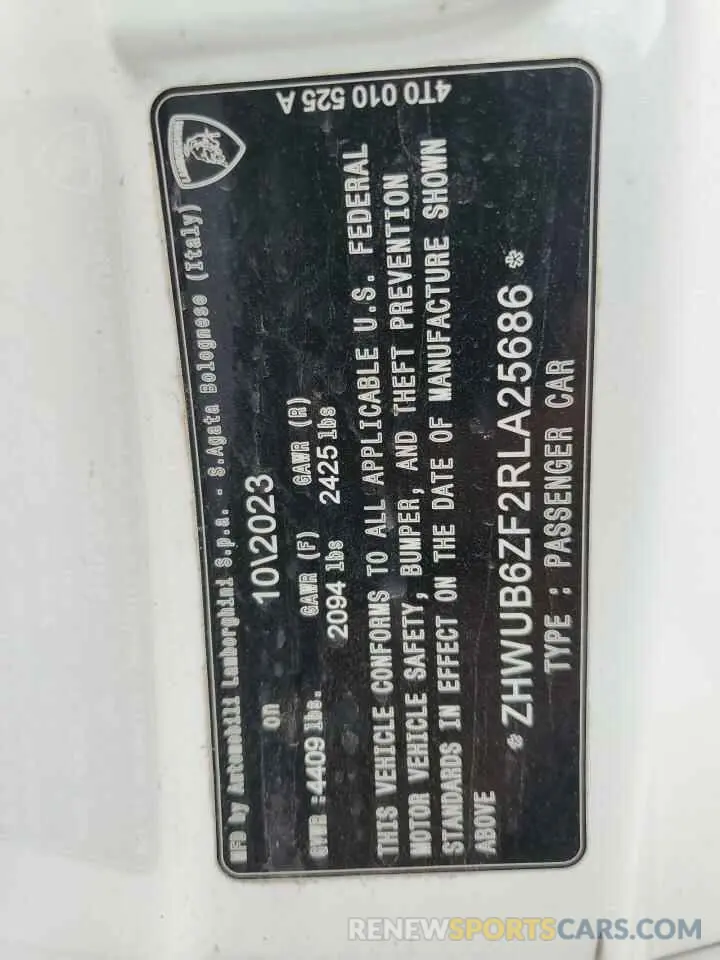 4T0 010 525 A
MFD by Automobili Lamborghini S.p.a. - S.Agata Bolognese (Italy)
on 10\2023
GAWR (F) GAWR (R)
GVWR :4409 lbs. 2094 lbs 2425 lbs
THIS VEHICLE CONFORMS TO ALL APPLICABLE U.S. FEDERAL
MOTOR VEHICLE SAFETY, BUMPER, AND THEFT PREVENTION
STANDARDS IN EFFECT ON THE DATE OF MANUFACTURE SHOWN
ABOVE
* ZHWUB6ZF2RLA25686 *
TYPE : PASSENGER CAR
RENEWSPORTSCARS.COM